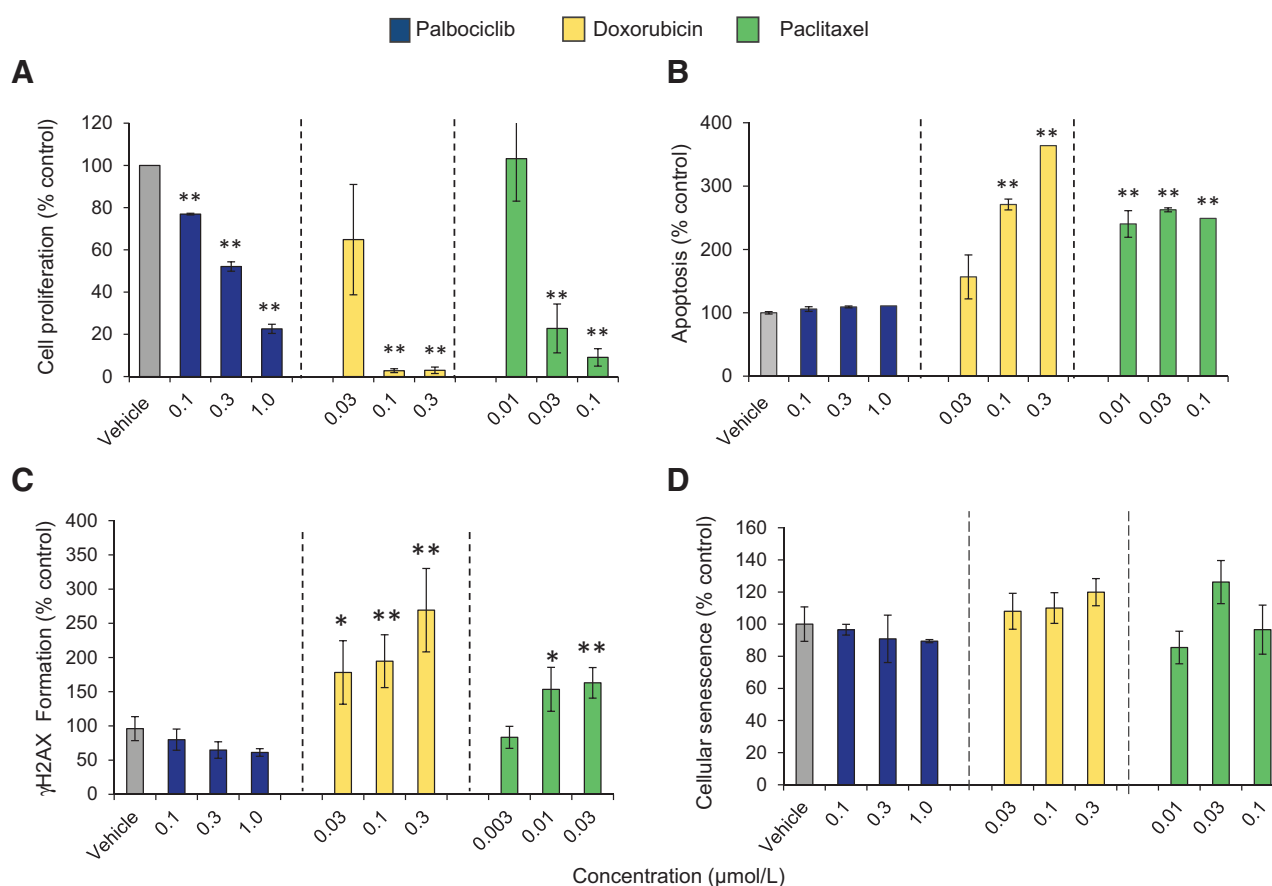 Palbociclib Doxorubicin Paclitaxel
A
Cell proliferation (% control)
120
100
80
60
40
20
0
** ** ** ** ** ** **
Vehicle 0.1 0.3 1.0 0.03 0.1 0.3 0.01 0.03 0.1
B
Apoptosis (% control)
400
300
200
100
0
** ** ** ** **
Vehicle 0.1 0.3 1.0 0.03 0.1 0.3 0.01 0.03 0.1
C
γH2AX Formation (% control)
400
350
300
250
200
150
100
50
0
* ** ** * **
Vehicle 0.1 0.3 1.0 0.03 0.1 0.3 0.003 0.01 0.03
D
Cellular senescence (% control)
160
140
120
100
80
60
40
20
0
Vehicle 0.1 0.3 1.0 0.03 0.1 0.3 0.01 0.03 0.1
Concentration (µmol/L)